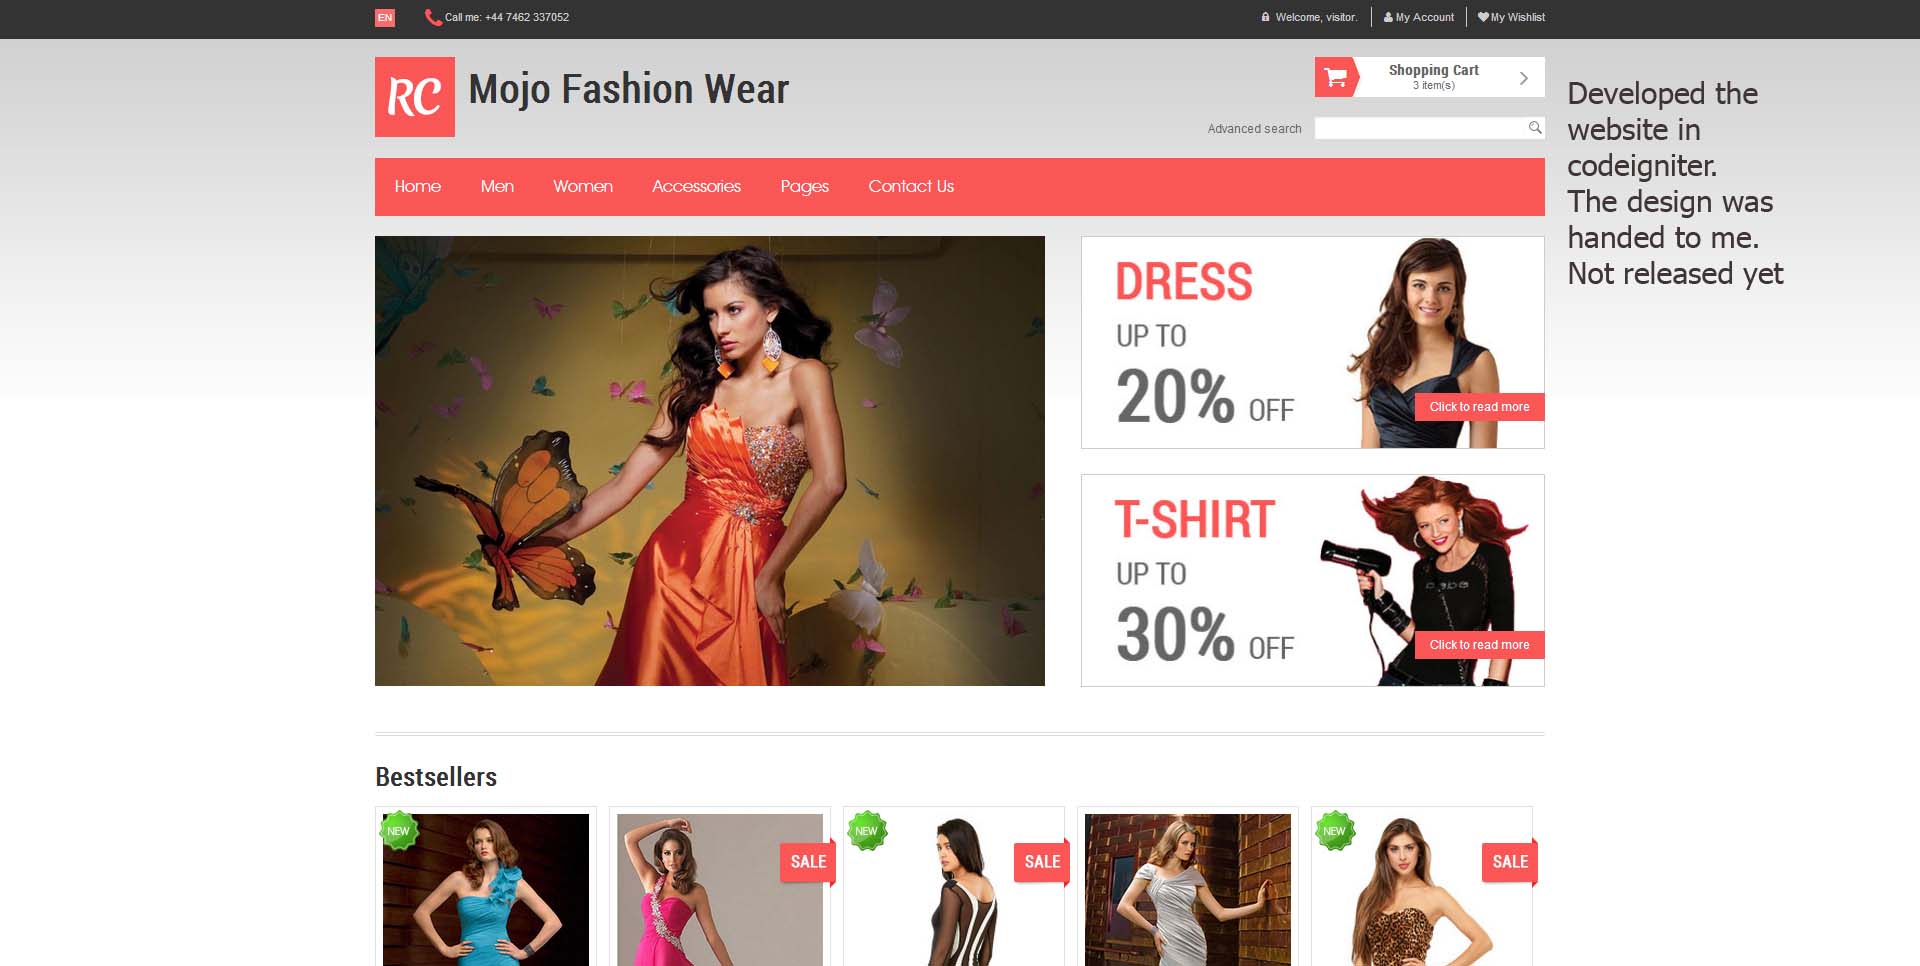 EN
Call me: +44 7462 337052
Welcome, visitor.
My Account
My Wishlist
RC
Mojo Fashion Wear
Shopping Cart
3 item(s)
Advanced search
Home
Men
Women
Accessories
Pages
Contact Us
Developed the
website in
codeigniter.
The design was
handed to me.
Not released yet
DRESS
UP TO
20% OFF
Click to read more
T-SHIRT
UP TO
30% OFF
Click to read more
Bestsellers
NEW
SALE
NEW
SALE
NEW
SALE